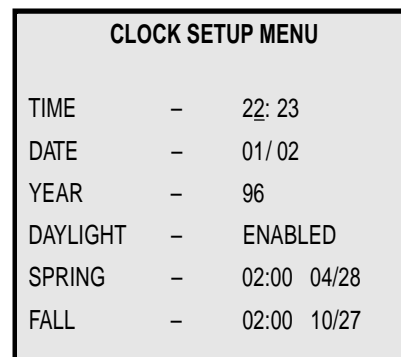 CLOCK SETUP MENU
TIME – 22: 23
DATE – 01/ 02
YEAR – 96
DAYLIGHT – ENABLED
SPRING – 02:00 04/28
FALL – 02:00 10/27